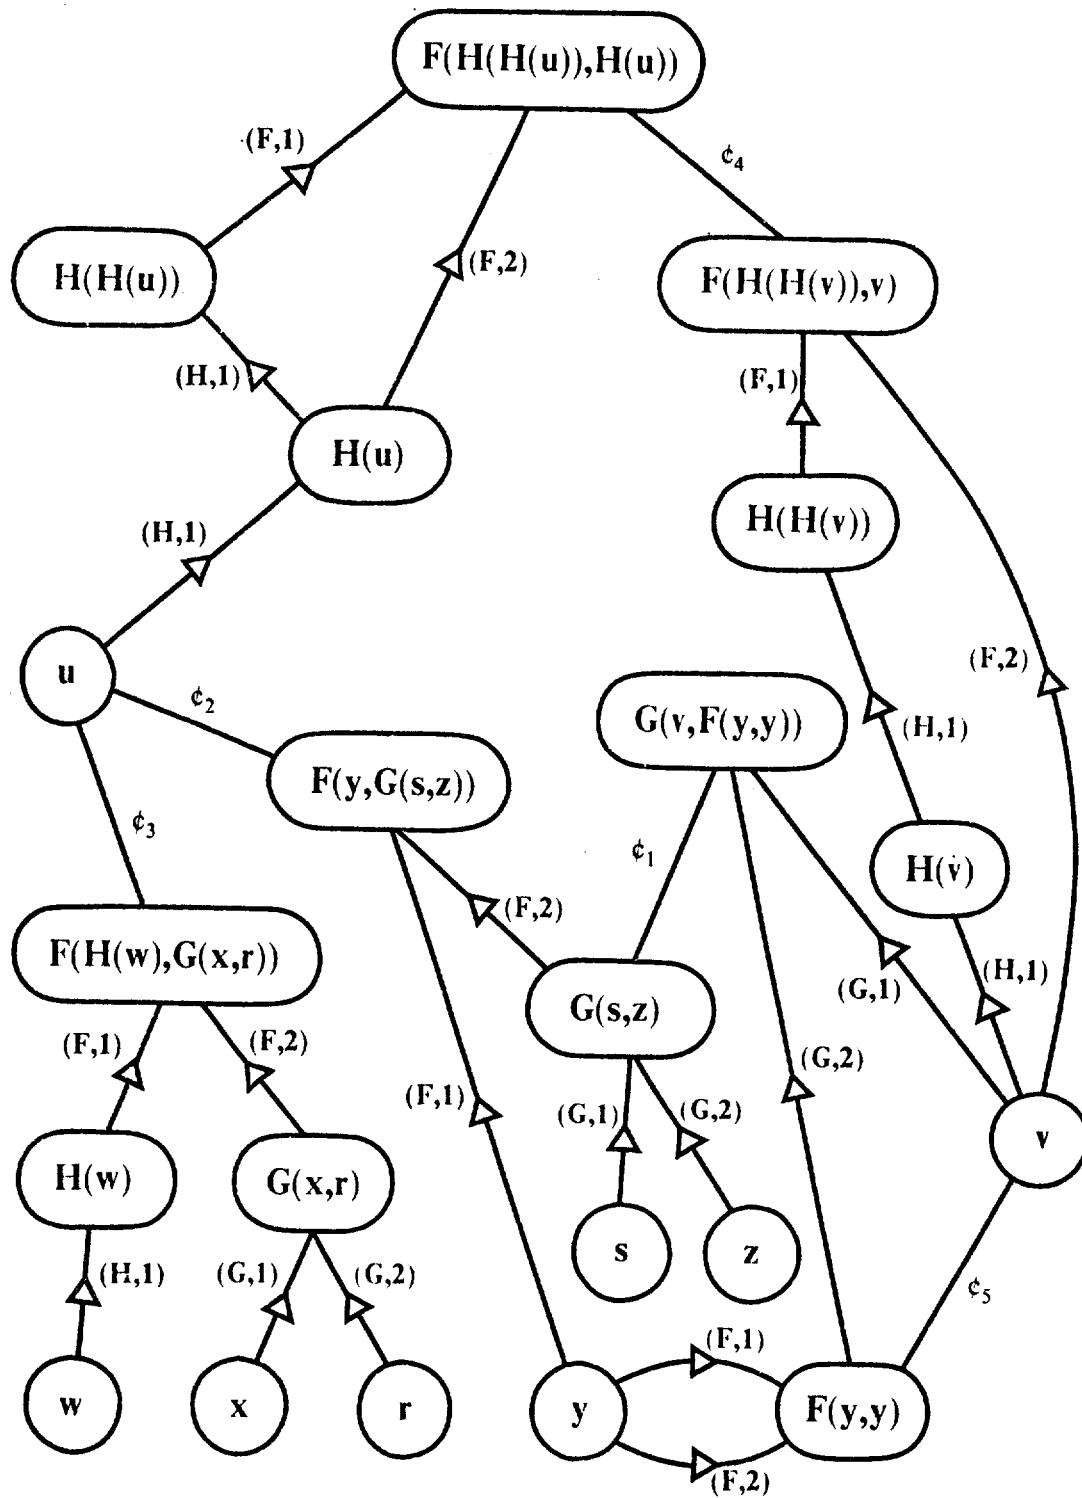 F(H(H(u)),H(u))
(F,1)
¢4
H(H(u))
(F,2)
F(H(H(v)),v)
(H,1)
(F,1)
H(u)
H(H(v))
(H,1)
(F,2)
u
¢2
G(v,F(y,y))
(H,1)
F(y,G(s,z))
¢3
¢1
H(v)
(F,2)
F(H(w),G(x,r))
(G,1)
(H,1)
G(s,z)
(F,1)
(F,2)
(G,2)
(F,1)
(G,1)
(G,2)
v
H(w)
G(x,r)
s
z
(H,1)
(G,1)
(G,2)
¢5
(F,1)
w
x
r
y
F(y,y)
(F,2)